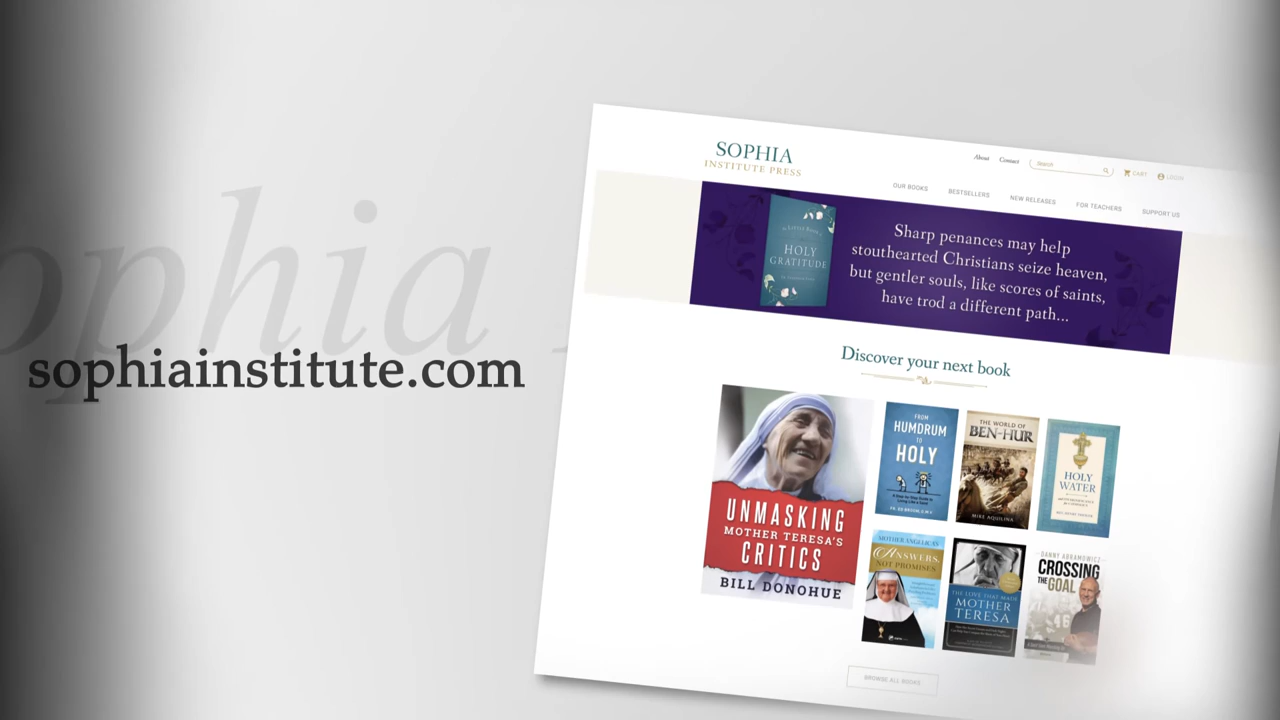 sophia
sophiainstitute.com
SOPHIA
INSTITUTE PRESS
About Contact Search CART LOGIN
OUR BOOKS BESTSELLERS NEW RELEASES FOR TEACHERS SUPPORT US
HOLY
GRATITUDE
Sharp penances may help
stouthearted Christians seize heaven,
but gentler souls, like scores of saints,
have trod a different path...
Discover your next book
UNMASKING
MOTHER TERESA'S
CRITICS
BILL DONOHUE
FROM
HUMDRUM
TO
HOLY
THE WORLD OF
BEN-HUR
MIKE AQUILINA
HOLY
WATER
MOTHER ANGELICA'S
ANSWERS,
NOT PROMISES
THE LOVE THAT MADE
MOTHER
TERESA
DANNY ABRAMOWICZ
CROSSING
THE GOAL
BROWSE ALL BOOKS